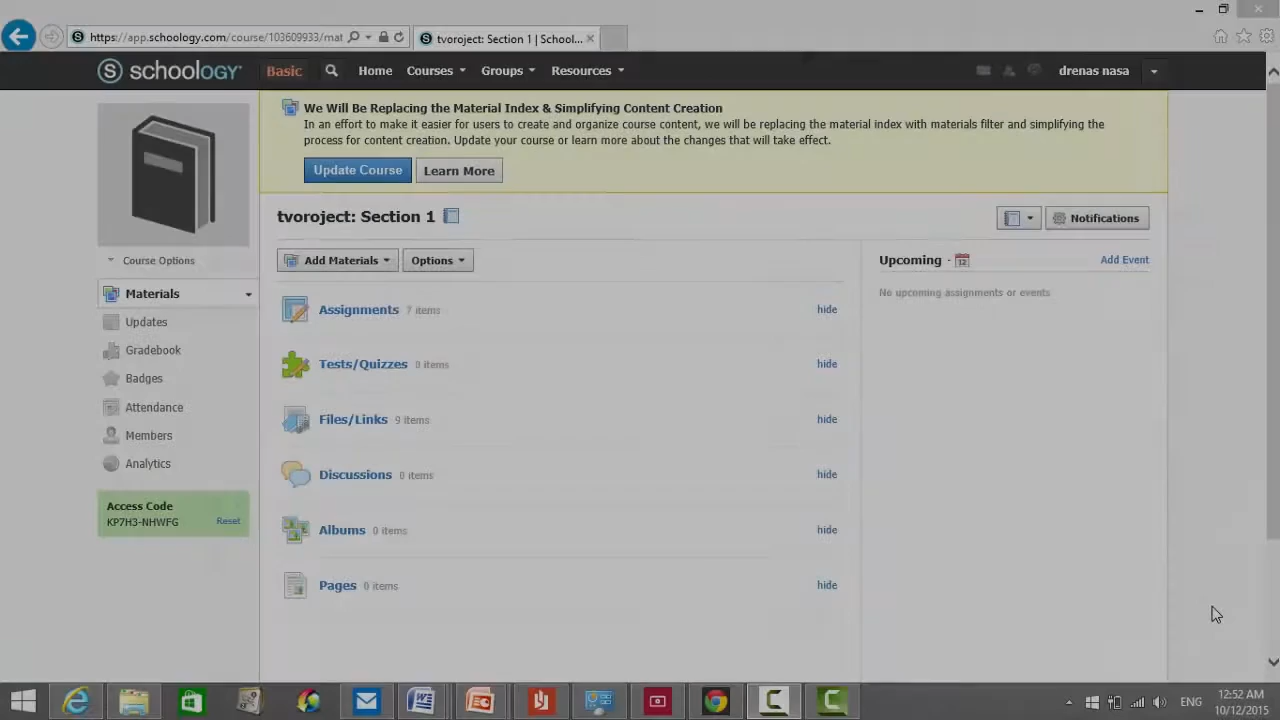 https://app.schoology.com/course/103609933/mat
tvoroject: Section 1 | School...
schoology
Basic
Home
Courses
Groups
Resources
drenas nasa
We Will Be Replacing the Material Index & Simplifying Content Creation
In an effort to make it easier for users to create and organize course content, we will be replacing the material index with materials filter and simplifying the
process for content creation. Update your course or learn more about the changes that will take effect.
Update Course
Learn More
tvoroject: Section 1
Notifications
Course Options
Add Materials
Options
Upcoming ·
12
Add Event
No upcoming assignments or events
Materials
Updates
Gradebook
Badges
Attendance
Members
Analytics
Access Code
KP7H3-NHWFG
Reset
Assignments 7 items
hide
Tests/Quizzes 0 items
hide
Files/Links 9 items
hide
Discussions 0 items
hide
Albums 0 items
hide
Pages 0 items
hide
ENG
12:52 AM
10/12/2015